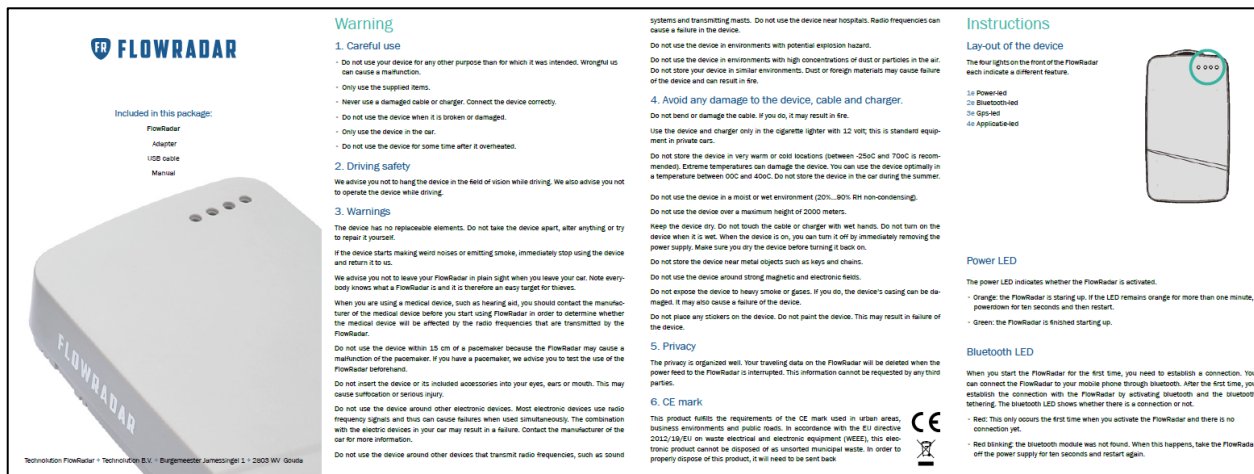 FR FLOWRADAR
Included in this package:
FlowRadar
Adapter
USB cable
Manual
FLOWRADAR
Technolution FlowRadar + Technolution B.V. + Burgemeester Jamessingel 1 + 2803 WV Gouda
Warning
1. Careful use
· Do not use your device for any other purpose than for which it was intended. Wrongful us
can cause a malfunction.
· Only use the supplied items.
· Never use a damaged cable or charger. Connect the device correctly.
· Do not use the device when it is broken or damaged.
· Only use the device in the car.
· Do not use the device for some time after it overheated.
2. Driving safety
We advise you not to hang the device in the field of vision while driving. We also advise you not
to operate the device while driving.
3. Warnings
The device has no replaceable elements. Do not take the device apart, alter anything or try
to repair it yourself.
If the device starts making weird noises or emitting smoke, immediately stop using the device
and return it to us.
We advise you not to leave your FlowRadar in plain sight when you leave your car. Note every-
body knows what a FlowRadar is and it is therefore an easy target for thieves.
When you are using a medical device, such as hearing aid, you should contact the manufac-
turer of the medical device before you start using FlowRadar in order to determine whether
the medical device will be affected by the radio frequencies that are transmitted by the
FlowRadar.
Do not use the device within 15 cm of a pacemaker because the FlowRadar may cause a
malfunction of the pacemaker. If you have a pacemaker, we advise you to test the use of the
FlowRadar beforehand.
Do not insert the device or its included accessories into your eyes, ears or mouth. This may
cause suffocation or serious injury.
Do not use the device around other electronic devices. Most electronic devices use radio
frequency signals and thus can cause failures when used simultaneously. The combination
with the electric devices in your car may result in a failure. Contact the manufacturer of the
car for more information.
Do not use the device around other devices that transmit radio frequencies, such as sound
systems and transmitting masts. Do not use the device near hospitals. Radio frequencies can
cause a failure in the device.
Do not use the device in environments with potential explosion hazard.
Do not use the device in environments with high concentrations of dust or particles in the air.
Do not store your device in similar environments. Dust or foreign materials may cause failure
of the device and can result in fire.
4. Avoid any damage to the device, cable and charger.
Do not bend or damage the cable. If you do, it may result in fire.
Use the device and charger only in the cigarette lighter with 12 volt; this is standard equip-
ment in private cars.
Do not store the device in very warm or cold locations (between -25oC and 70oC is recom-
mended). Extreme temperatures can damage the device. You can use the device optimally in
a temperature between 0OC and 40oC. Do not store the device in the car during the summer.
Do not use the device in a moist or wet environment (20%...90% RH non-condensing).
Do not use the device over a maximum height of 2000 meters.
Keep the device dry. Do not touch the cable or charger with wet hands. Do not turn on the
device when it is wet. When the device is on, you can turn it off by immediately removing the
power supply. Make sure you dry the device before turning it back on.
Do not store the device near metal objects such as keys and chains.
Do not use the device around strong magnetic and electronic fields.
Do not expose the device to heavy smoke or gases. If you do, the device's casing can be da-
maged. It may also cause a failure of the device.
Do not place any stickers on the device. Do not paint the device. This may result in failure of
the device.
5. Privacy
The privacy is organized well. Your traveling data on the FlowRadar will be deleted when the
power feed to the FlowRadar is interrupted. This information cannot be requested by any third
parties.
6. CE mark
This product fulfills the requirements of the CE mark used in urban areas,
business environments and public roads. In accordance with the EU directive
2012/19/EU on waste electrical and electronic equipment (WEEE), this elec-
tronic product cannot be disposed of as unsorted municipal waste. In order to
properly dispose of this product, it will need to be sent back
CE
Instructions
Lay-out of the device
The four lights on the front of the FlowRadar
each indicate a different feature.
1e Power-led
2e Bluetooth-led
3e Gps-led
4e Applicatie-led
Power LED
The power LED indicates whether the FlowRadar is activated.
· Orange: the FlowRadar is staring up. If the LED remains orange for more than one minute,
powerdown for ten seconds and then restart.
· Green: the FlowRadar is finished starting up.
Bluetooth LED
When you start the FlowRadar for the first time, you need to establish a connection. You
can connect the FlowRadar to your mobile phone through bluetooth. After the first time, you
establish the connection with the FlowRadar by activating bluetooth and the bluetooth
tethering. The bluetooth LED shows whether there is a connection or not.
· Red: This only occurs the first time when you activate the FlowRadar and there is no
connection yet.
· Red blinking: the bluetooth module was not found. When this happens, take the FlowRadar
off the power supply for ten seconds and restart again.